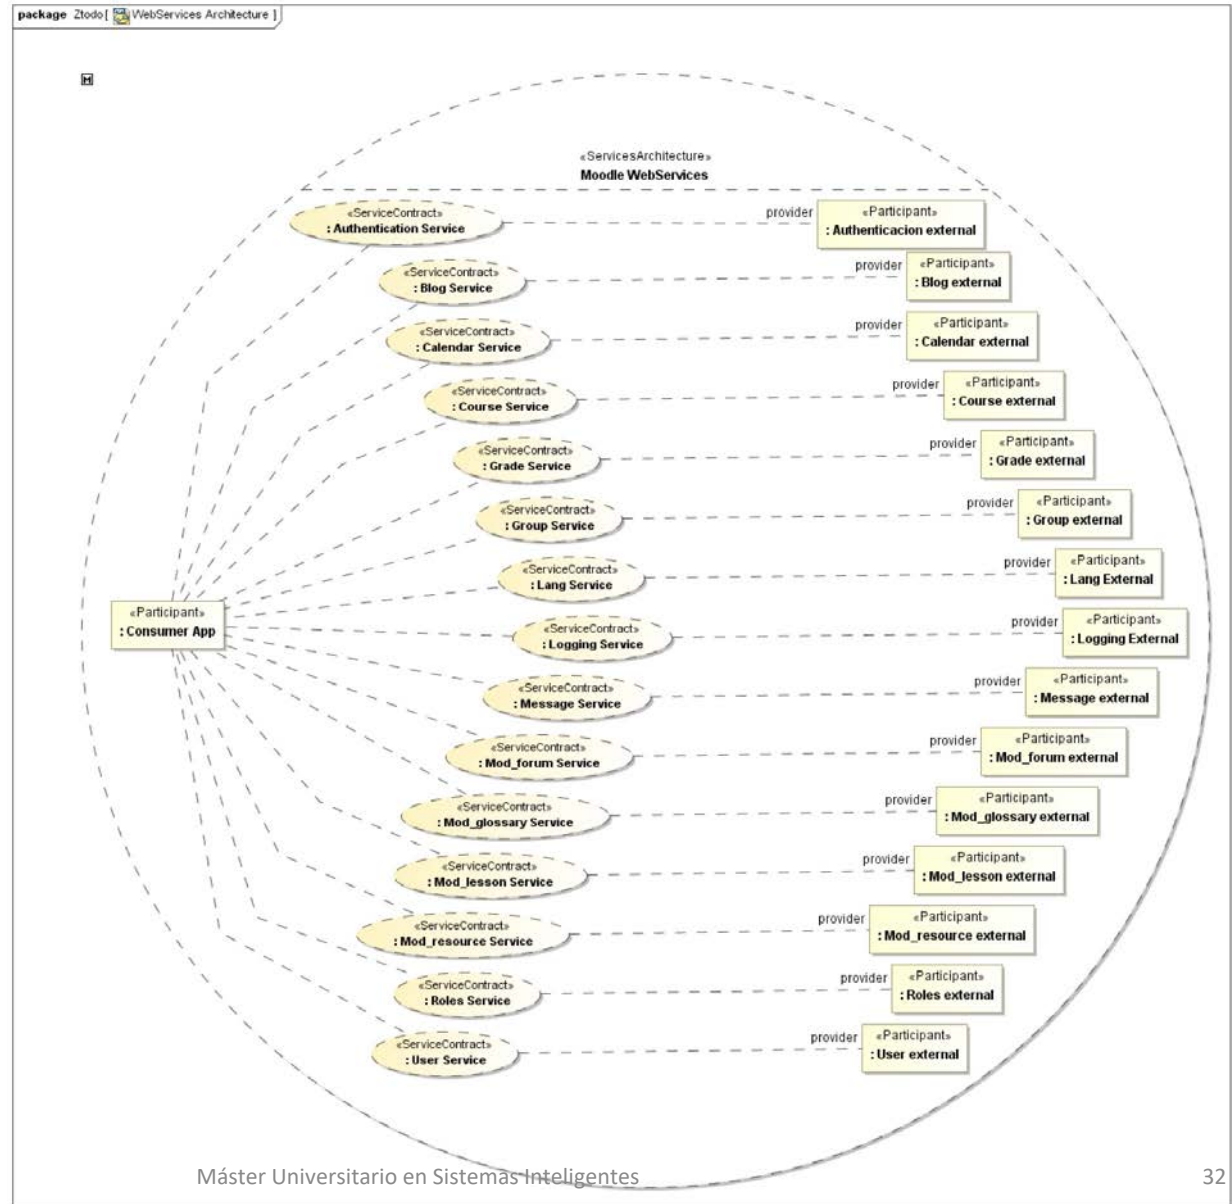 package Ztodo [ WebServices Architecture ]
M
«ServicesArchitecture»
Moodle WebServices
«ServiceContract»
: Authentication Service
provider
«Participant»
: Authenticacion external
«ServiceContract»
: Blog Service
provider
«Participant»
: Blog external
«ServiceContract»
: Calendar Service
provider
«Participant»
: Calendar external
«ServiceContract»
: Course Service
provider
«Participant»
: Course external
«ServiceContract»
: Grade Service
provider
«Participant»
: Grade external
«ServiceContract»
: Group Service
provider
«Participant»
: Group external
«ServiceContract»
: Lang Service
provider
«Participant»
: Lang External
«Participant»
: Consumer App
«ServiceContract»
: Logging Service
provider
«Participant»
: Logging External
«ServiceContract»
: Message Service
provider
«Participant»
: Message external
«ServiceContract»
: Mod_forum Service
provider
«Participant»
: Mod_forum external
«ServiceContract»
: Mod_glossary Service
provider
«Participant»
: Mod_glossary external
«ServiceContract»
: Mod_lesson Service
provider
«Participant»
: Mod_lesson external
«ServiceContract»
: Mod_resource Service
provider
«Participant»
: Mod_resource external
«ServiceContract»
: Roles Service
provider
«Participant»
: Roles external
«ServiceContract»
: User Service
provider
«Participant»
: User external
Máster Universitario en Sistemas Inteligentes
32